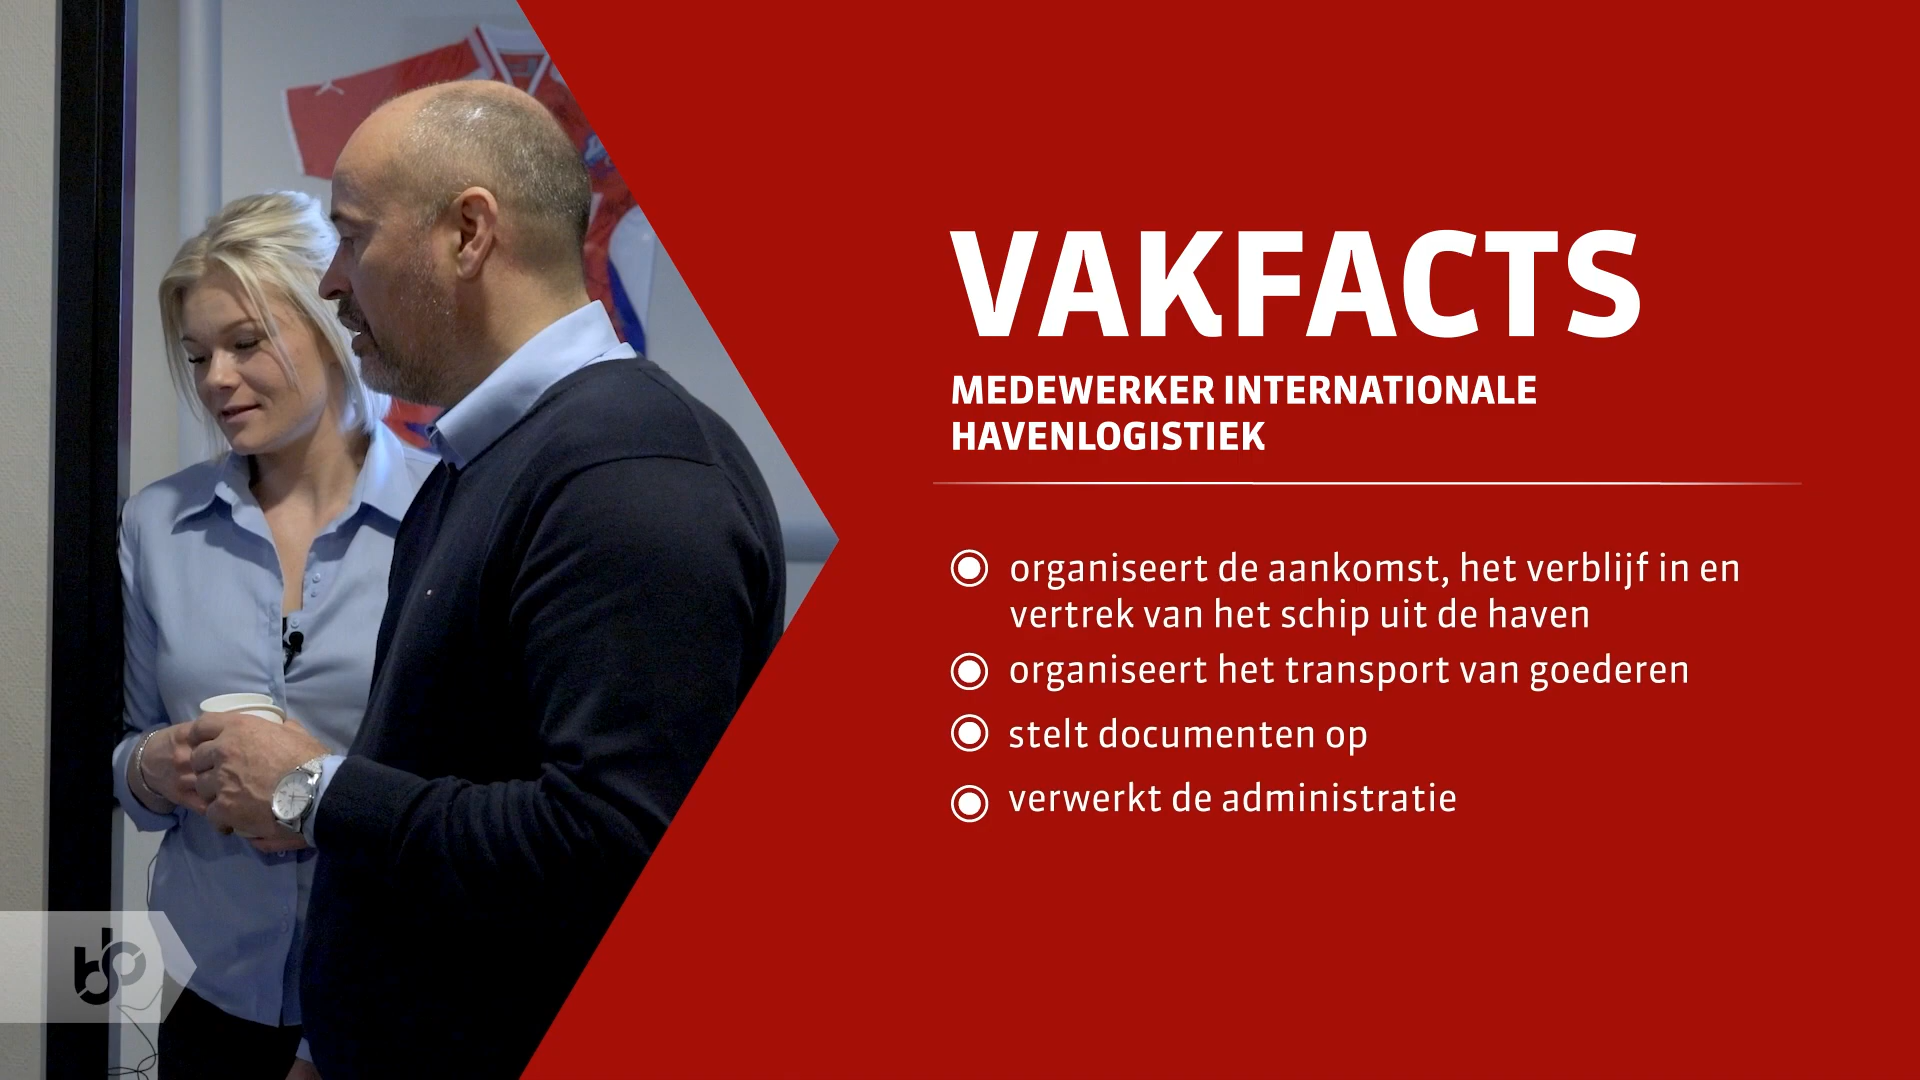 VAKFACTS
MEDEWERKER INTERNATIONALE
HAVENLOGISTIEK
organiseert de aankomst, het verblijf in en
vertrek van het schip uit de haven
organiseert het transport van goederen
stelt documenten op
verwerkt de administratie